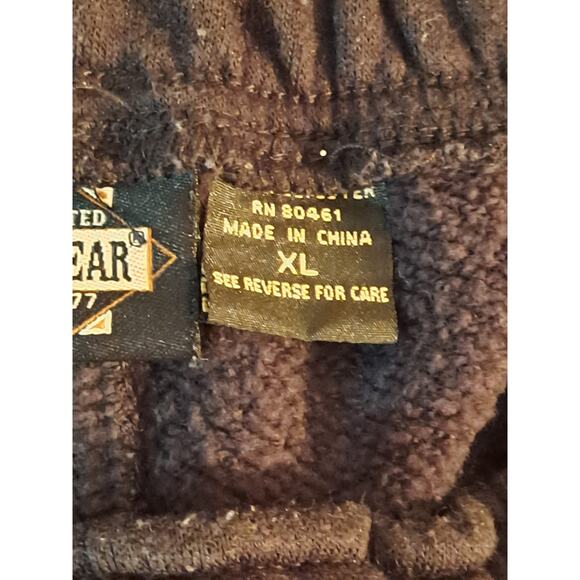 TED
EAR®
77
RN 80461
MADE IN CHINA
XL
SEE REVERSE FOR CARE